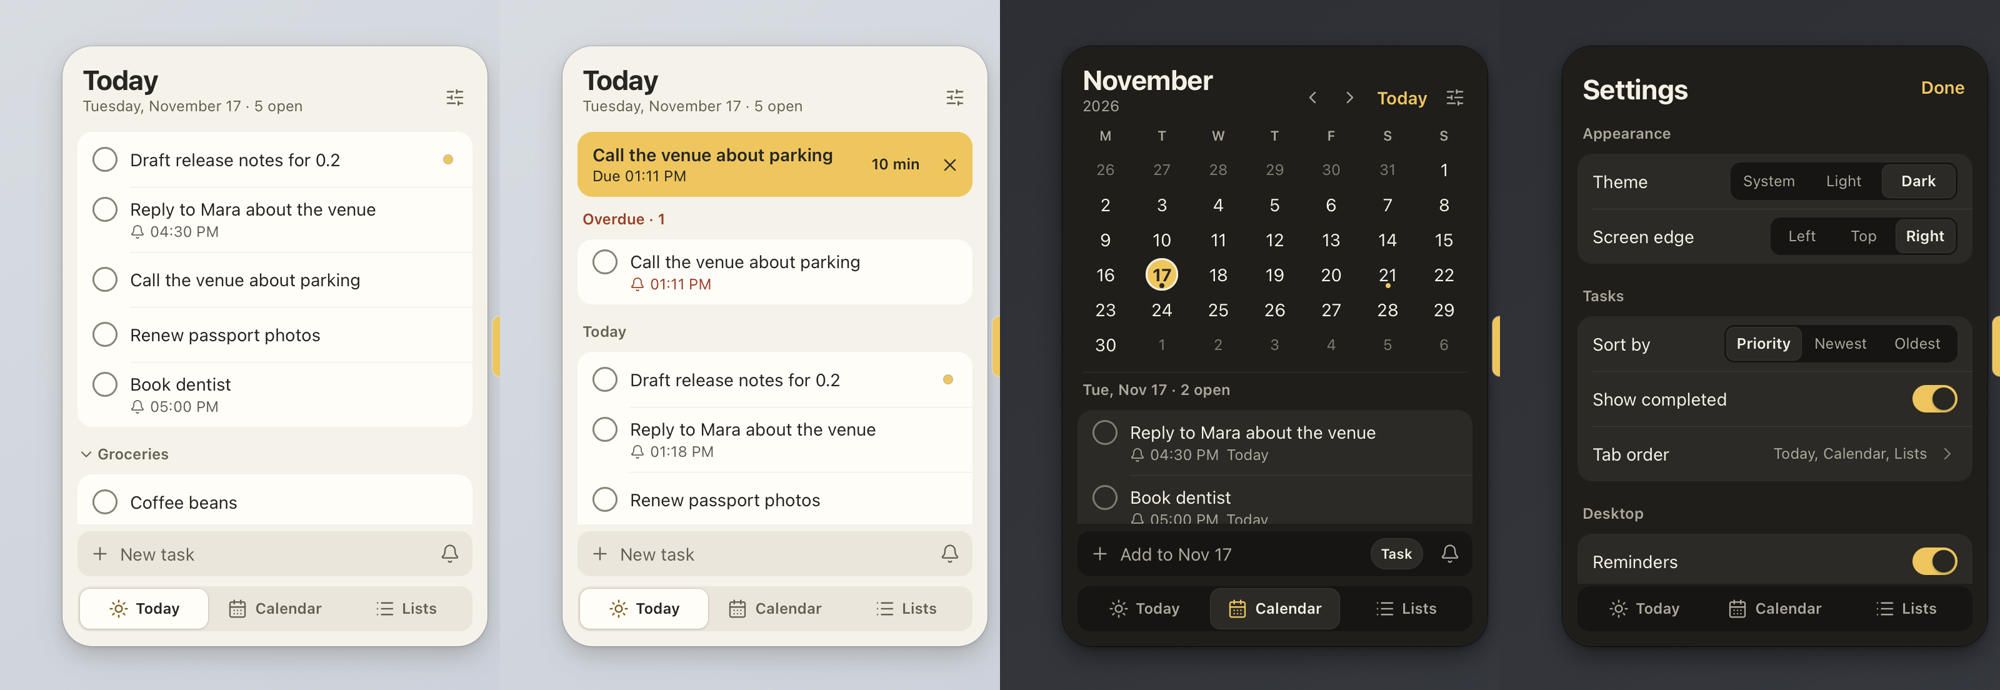 Today
Tuesday, November 17 · 5 open
Draft release notes for 0.2
Reply to Mara about the venue
04:30 PM
Call the venue about parking
Renew passport photos
Book dentist
05:00 PM
Groceries
Coffee beans
+ New task
Today Calendar Lists
Today
Tuesday, November 17 · 5 open
Call the venue about parking
Due 01:11 PM
10 min
Overdue · 1
Call the venue about parking
01:11 PM
Today
Draft release notes for 0.2
Reply to Mara about the venue
01:18 PM
Renew passport photos
+ New task
Today Calendar Lists
November
2026
Today
M T W T F S S
26 27 28 29 30 31 1
2 3 4 5 6 7 8
9 10 11 12 13 14 15
16 17 18 19 20 21 22
23 24 25 26 27 28 29
30 1 2 3 4 5 6
Tue, Nov 17 · 2 open
Reply to Mara about the venue
04:30 PM Today
Book dentist
05:00 PM Today
+ Add to Nov 17 Task
Today Calendar Lists
Settings
Done
Appearance
Theme System Light Dark
Screen edge Left Top Right
Tasks
Sort by Priority Newest Oldest
Show completed
Tab order Today, Calendar, Lists
Desktop
Reminders
Today Calendar Lists